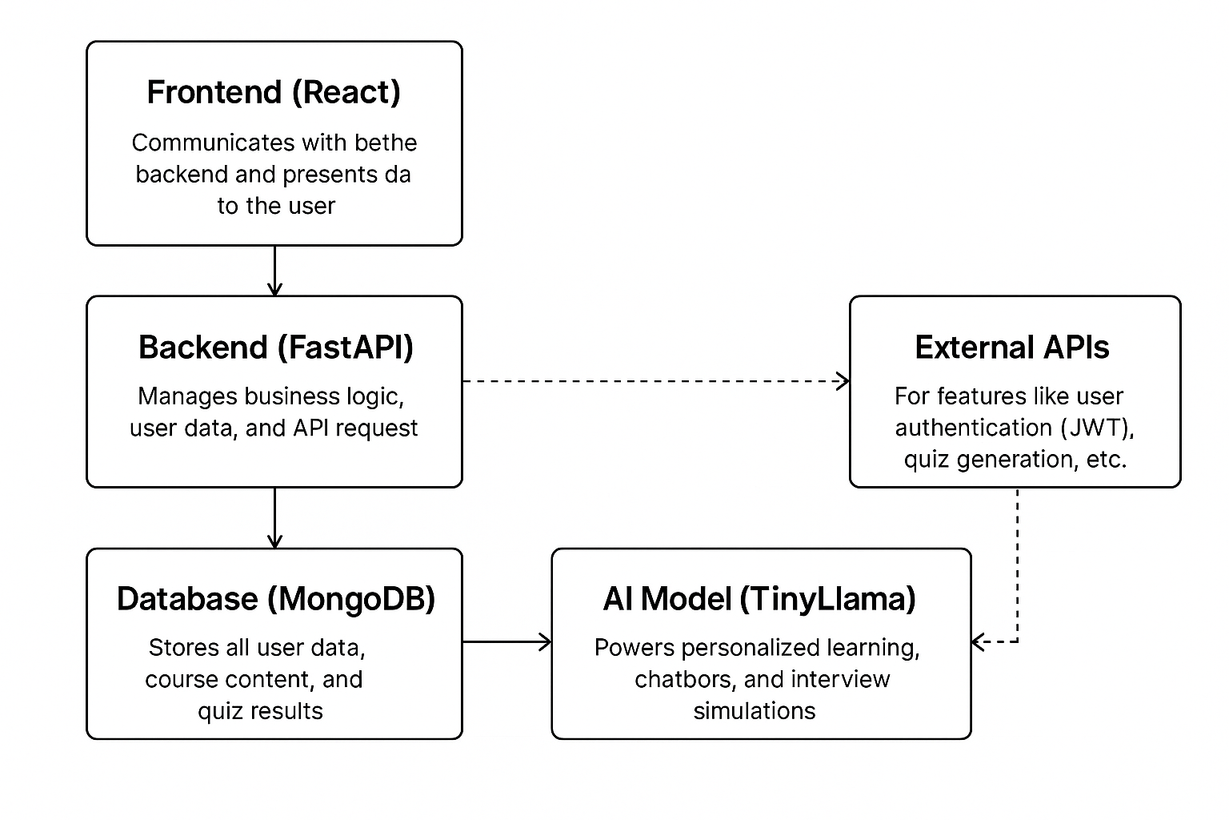 Frontend (React)
Communicates with bethe
backend and presents da
to the user
Backend (FastAPI)
Manages business logic,
user data, and API request
External APIs
For features like user
authentication (JWT),
quiz generation, etc.
Database (MongoDB)
Stores all user data,
course content, and
quiz results
AI Model (TinyLlama)
Powers personalized learning,
chatbors, and interview
simulations